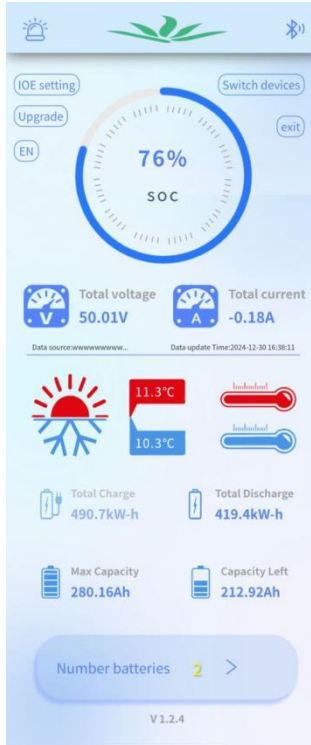 IOE setting
Switch devices
Upgrade
exit
EN
76%
SOC
Total voltage
50.01V
Total current
-0.18A
V
A
Data source:wwwwwwwwww...
Data update Time:2024-12-30 16:38:11
11.3°C
10.3°C
Total Charge
490.7kW-h
Total Discharge
419.4kW-h
Max Capacity
280.16Ah
Capacity Left
212.92Ah
Number batteries 2 >
V 1.2.4